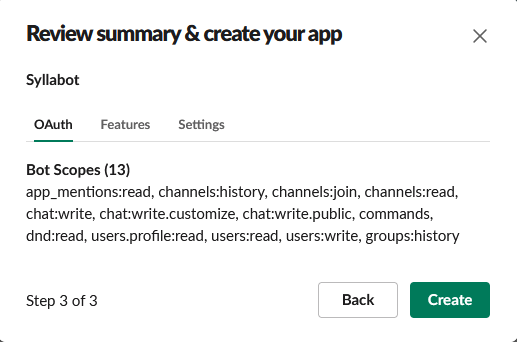 Review summary & create your app
Syllabot
OAuth Features Settings
Bot Scopes (13)
app_mentions:read, channels:history, channels:join, channels:read,
chat:write, chat:write.customize, chat:write.public, commands,
dnd:read, users.profile:read, users:read, users:write, groups:history
Step 3 of 3 Back Create